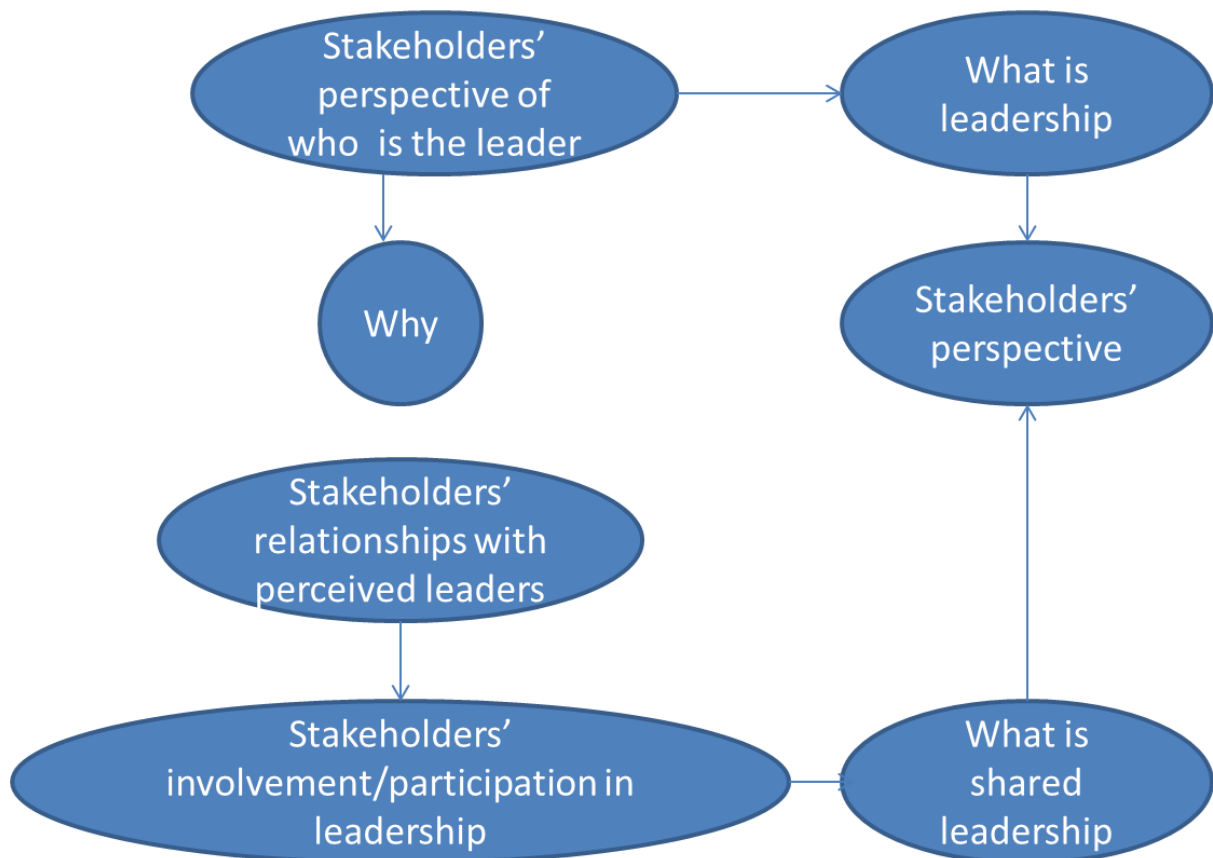 Stakeholders’
perspective of
who  is the leader
What is
leadership
Why
Stakeholders’
perspective
Stakeholders’
relationships with
perceived leaders
Stakeholders’
involvement/participation in
leadership
What is
shared
leadership